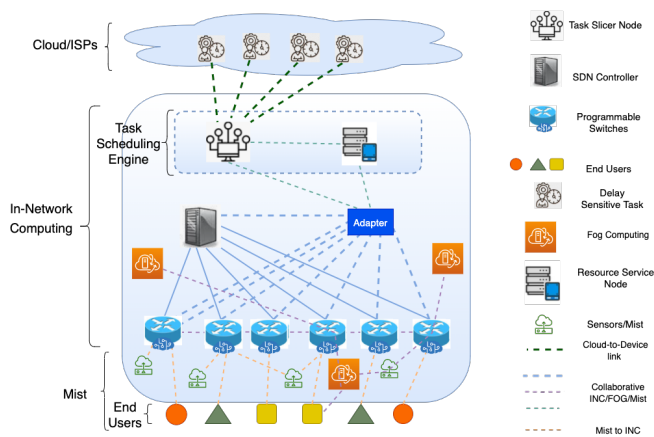 Cloud/ISPs
Task
Scheduling
Engine
In-Network
Computing
Adapter
Mist
End
Users
Task Slicer Node
SDN Controller
Programmable
Switches
End Users
Delay
Sensitive Task
Fog Computing
Resource Service
Node
Sensors/Mist
Cloud-to-Device
link
Collaborative
INC/FOG/Mist
Mist to INC